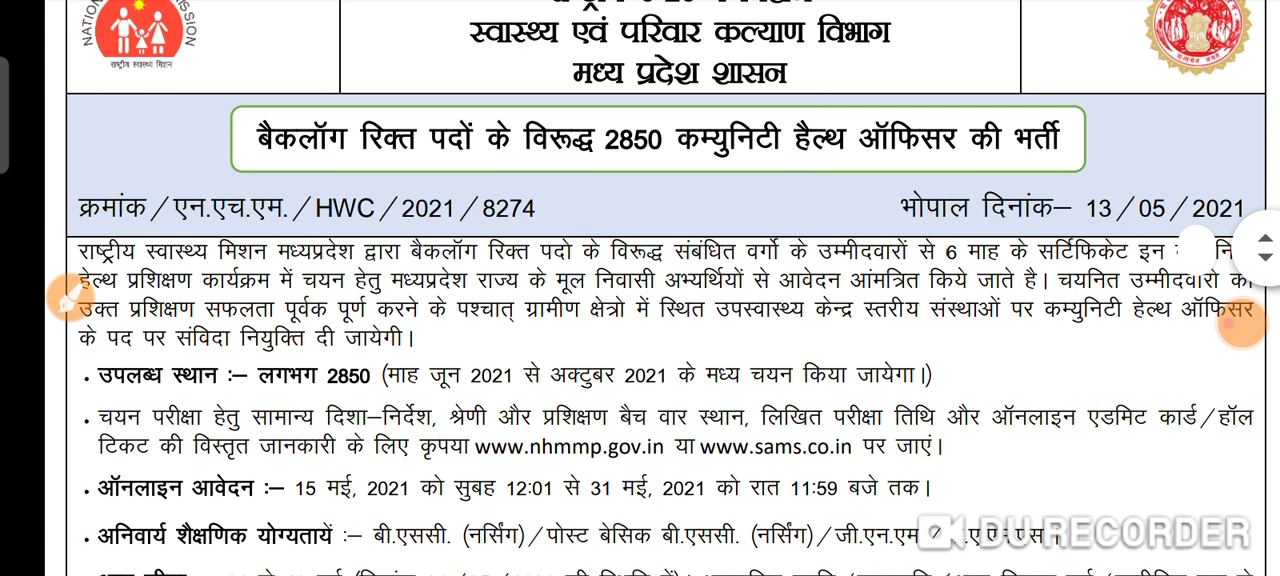 स्वास्थ्य एवं परिवार कल्याण विभाग
मध्य प्रदेश शासन
राष्ट्रीय स्वास्थ्य मिशन
बैकलॉग रिक्त पदों के विरूद्ध 2850 कम्युनिटी हैल्थ ऑफिसर की भर्ती
क्रमांक/एन.एच.एम./HWC/2021/8274 भोपाल दिनांक– 13/05/2021
राष्ट्रीय स्वास्थ्य मिशन मध्यप्रदेश द्वारा बैकलॉग रिक्त पदो के विरूद्ध संबंधित वर्गो के उम्मीदवारों से 6 माह के सर्टिफिकेट इन
हेल्थ प्रशिक्षण कार्यक्रम में चयन हेतु मध्यप्रदेश राज्य के मूल निवासी अभ्यर्थियों से आवेदन आंमत्रित किये जाते है। चयनित उम्मीदवारो
उक्त प्रशिक्षण सफलता पूर्वक पूर्ण करने के पश्चात् ग्रामीण क्षेत्रो में स्थित उपस्वास्थ्य केन्द्र स्तरीय संस्थाओं पर कम्युनिटी हेल्थ ऑफिसर
के पद पर संविदा नियुक्ति दी जायेगी।
• उपलब्ध स्थान :– लगभग 2850 (माह जून 2021 से अक्टुबर 2021 के मध्य चयन किया जायेगा।)
• चयन परीक्षा हेतु सामान्य दिशा–निर्देश, श्रेणी और प्रशिक्षण बैच वार स्थान, लिखित परीक्षा तिथि और ऑनलाइन एडमिट कार्ड/हॉल
टिकट की विस्तृत जानकारी के लिए कृपया www.nhmmp.gov.in या www.sams.co.in पर जाएं।
• ऑनलाइन आवेदन :– 15 मई, 2021 को सुबह 12:01 से 31 मई, 2021 को रात 11:59 बजे तक।
• अनिवार्य शैक्षणिक योग्यतायें :– बी.एससी. (नर्सिंग)/पोस्ट बेसिक बी.एससी. (नर्सिंग)/जी.एन.एम
DU RECORDER